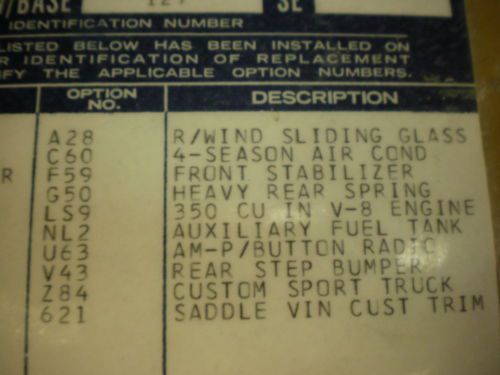 /BASE 127 SE
IDENTIFICATION NUMBER
LISTED BELOW HAS BEEN INSTALLED ON
R IDENTIFICATION OF REPLACEMENT
FY THE APPLICABLE OPTION NUMBERS.
OPTION NO. DESCRIPTION
A28 R/WIND SLIDING GLASS
C60 4-SEASON AIR COND
R F59 FRONT STABILIZER
G50 HEAVY REAR SPRING
LS9 350 CU IN V-8 ENGINE
NL2 AUXILIARY FUEL TANK
U63 AM-P/BUTTON RADIO
V43 REAR STEP BUMPER
Z84 CUSTOM SPORT TRUCK
621 SADDLE VIN CUST TRIM